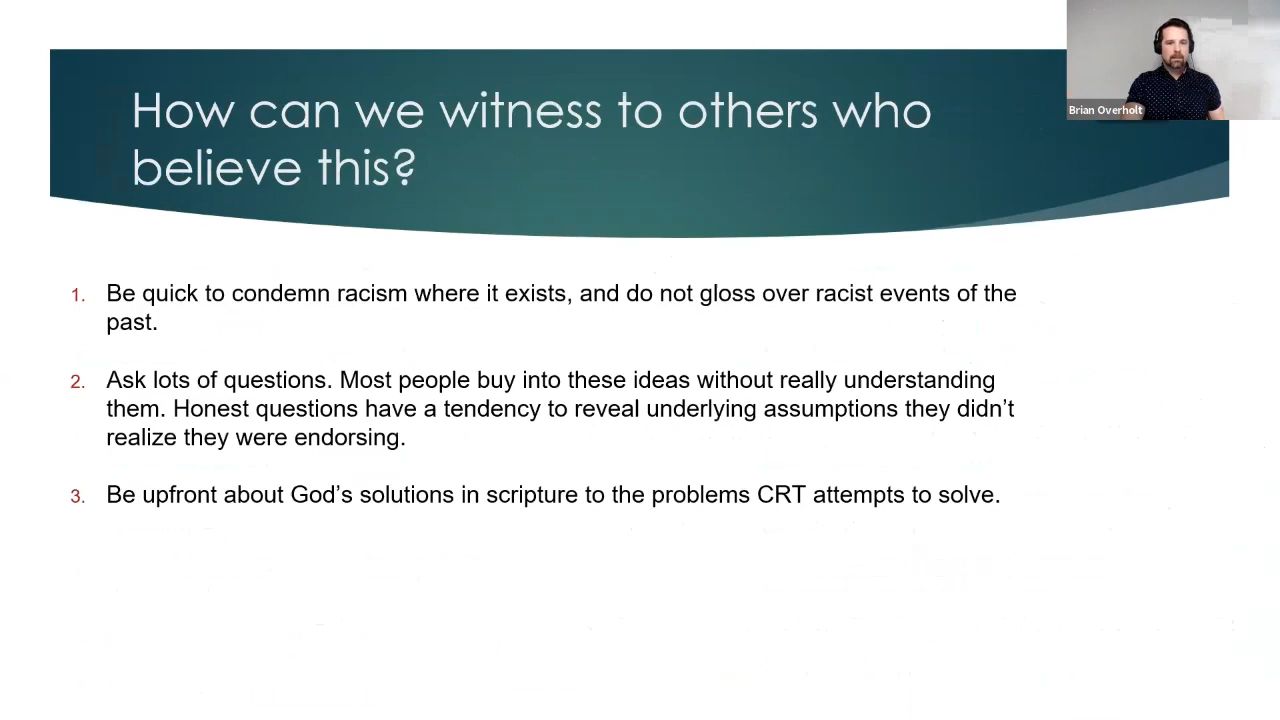 How can we witness to others who
believe this?
Brian Overholt
1. Be quick to condemn racism where it exists, and do not gloss over racist events of the
past.
2. Ask lots of questions. Most people buy into these ideas without really understanding
them. Honest questions have a tendency to reveal underlying assumptions they didn’t
realize they were endorsing.
3. Be upfront about God’s solutions in scripture to the problems CRT attempts to solve.